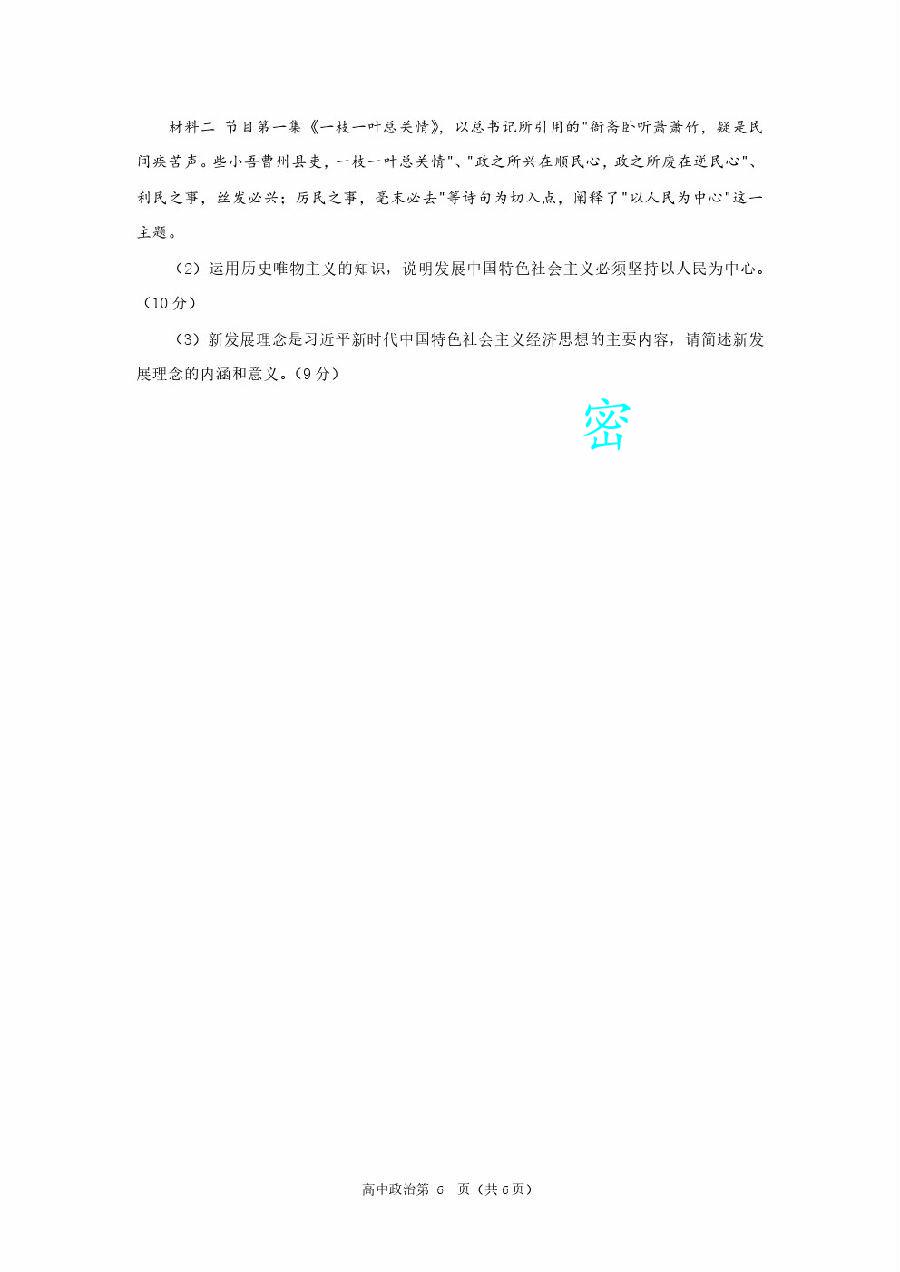 材料二 节目第一集《一枝一叶总关情》，以总书记所引用的"衙斋卧听萧萧竹，疑是民
间疾苦声。些小吾曹州县吏，一枝一叶总关情"、"政之所兴在顺民心，政之所废在逆民心"、
利民之事，丝发必兴；厉民之事，毫末必去"等诗句为切入点，阐释了"以人民为中心"这一
主题。
（2）运用历史唯物主义的知识，说明发展中国特色社会主义必须坚持以人民为中心。
（10分）
（3）新发展理念是习近平新时代中国特色社会主义经济思想的主要内容，请简述新发
展理念的内涵和意义。（9分）
密
高中政治第 6 页（共6页）